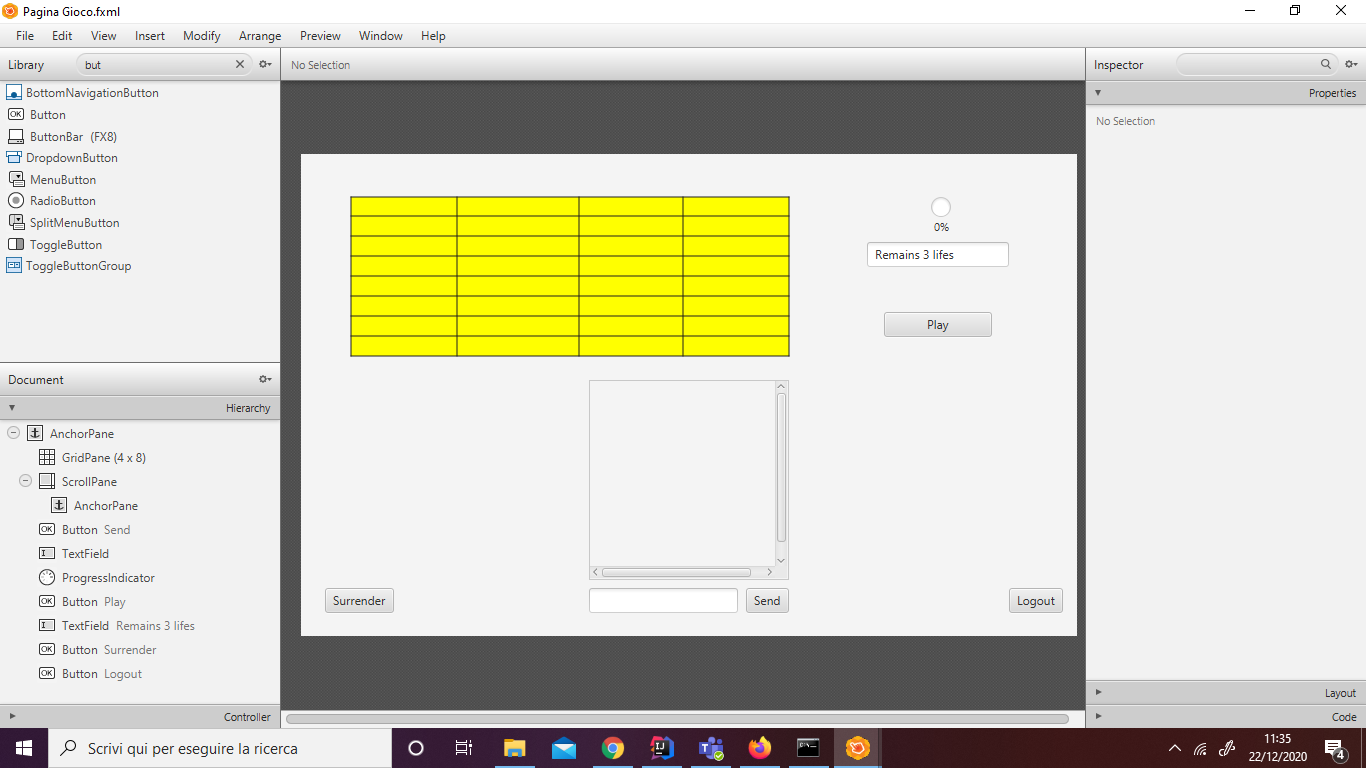 Pagina Gioco.fxml
File Edit View Insert Modify Arrange Preview Window Help
Library but
No Selection
Inspector
BottomNavigationButton
Button
ButtonBar (FX8)
DropdownButton
MenuButton
RadioButton
SplitMenuButton
ToggleButton
ToggleButtonGroup
Properties
No Selection
0%
Remains 3 lifes
Play
Surrender
Send
Logout
Document
Hierarchy
AnchorPane
GridPane (4 x 8)
ScrollPane
AnchorPane
OK Button Send
TextField
ProgressIndicator
OK Button Play
TextField Remains 3 lifes
OK Button Surrender
OK Button Logout
Controller
Layout
Code
Scrivi qui per eseguire la ricerca
11:35
22/12/2020
4